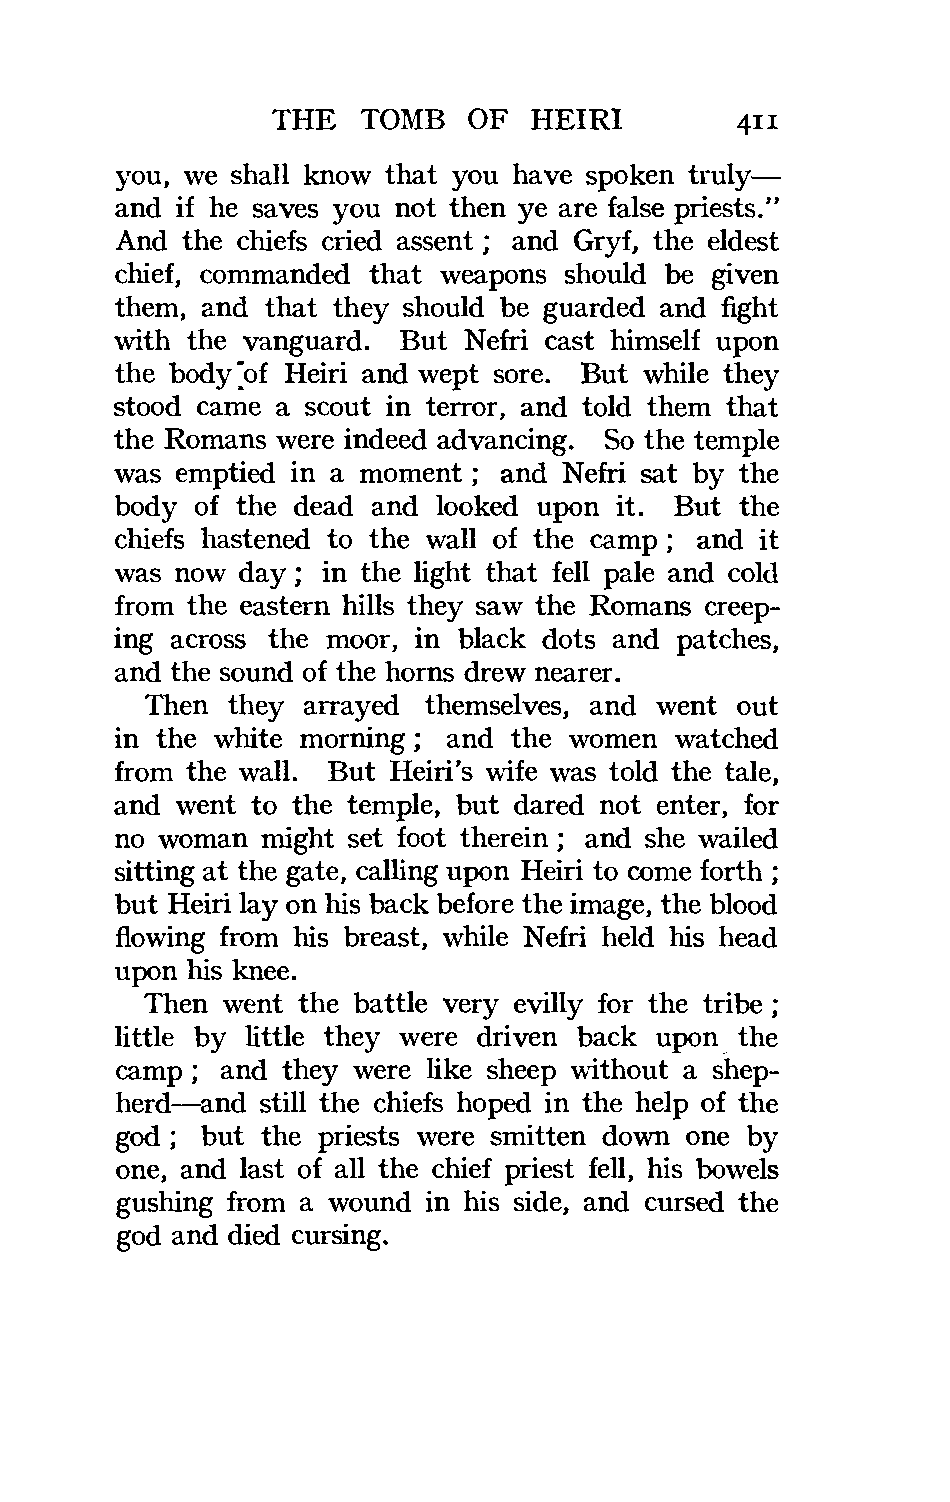 THE TOMB OF HEIRI 411
you, we shall know that you have spoken truly—
and if he saves you not then ye are false priests."
And the chiefs cried assent ; and Gryf, the eldest
chief, commanded that weapons should be given
them, and that they should be guarded and fight
with the vanguard. But Nefri cast himself upon
the body of Heiri and wept sore. But while they
stood came a scout in terror, and told them that
the Romans were indeed advancing. So the temple
was emptied in a moment ; and Nefri sat by the
body of the dead and looked upon it. But the
chiefs hastened to the wall of the camp ; and it
was now day ; in the light that fell pale and cold
from the eastern hills they saw the Romans creep-
ing across the moor, in black dots and patches,
and the sound of the horns drew nearer.
Then they arrayed themselves, and went out
in the white morning ; and the women watched
from the wall. But Heiri's wife was told the tale,
and went to the temple, but dared not enter, for
no woman might set foot therein ; and she wailed
sitting at the gate, calling upon Heiri to come forth ;
but Heiri lay on his back before the image, the blood
flowing from his breast, while Nefri held his head
upon his knee.
Then went the battle very evilly for the tribe ;
little by little they were driven back upon the
camp ; and they were like sheep without a shep-
herd—and still the chiefs hoped in the help of the
god ; but the priests were smitten down one by
one, and last of all the chief priest fell, his bowels
gushing from a wound in his side, and cursed the
god and died cursing.